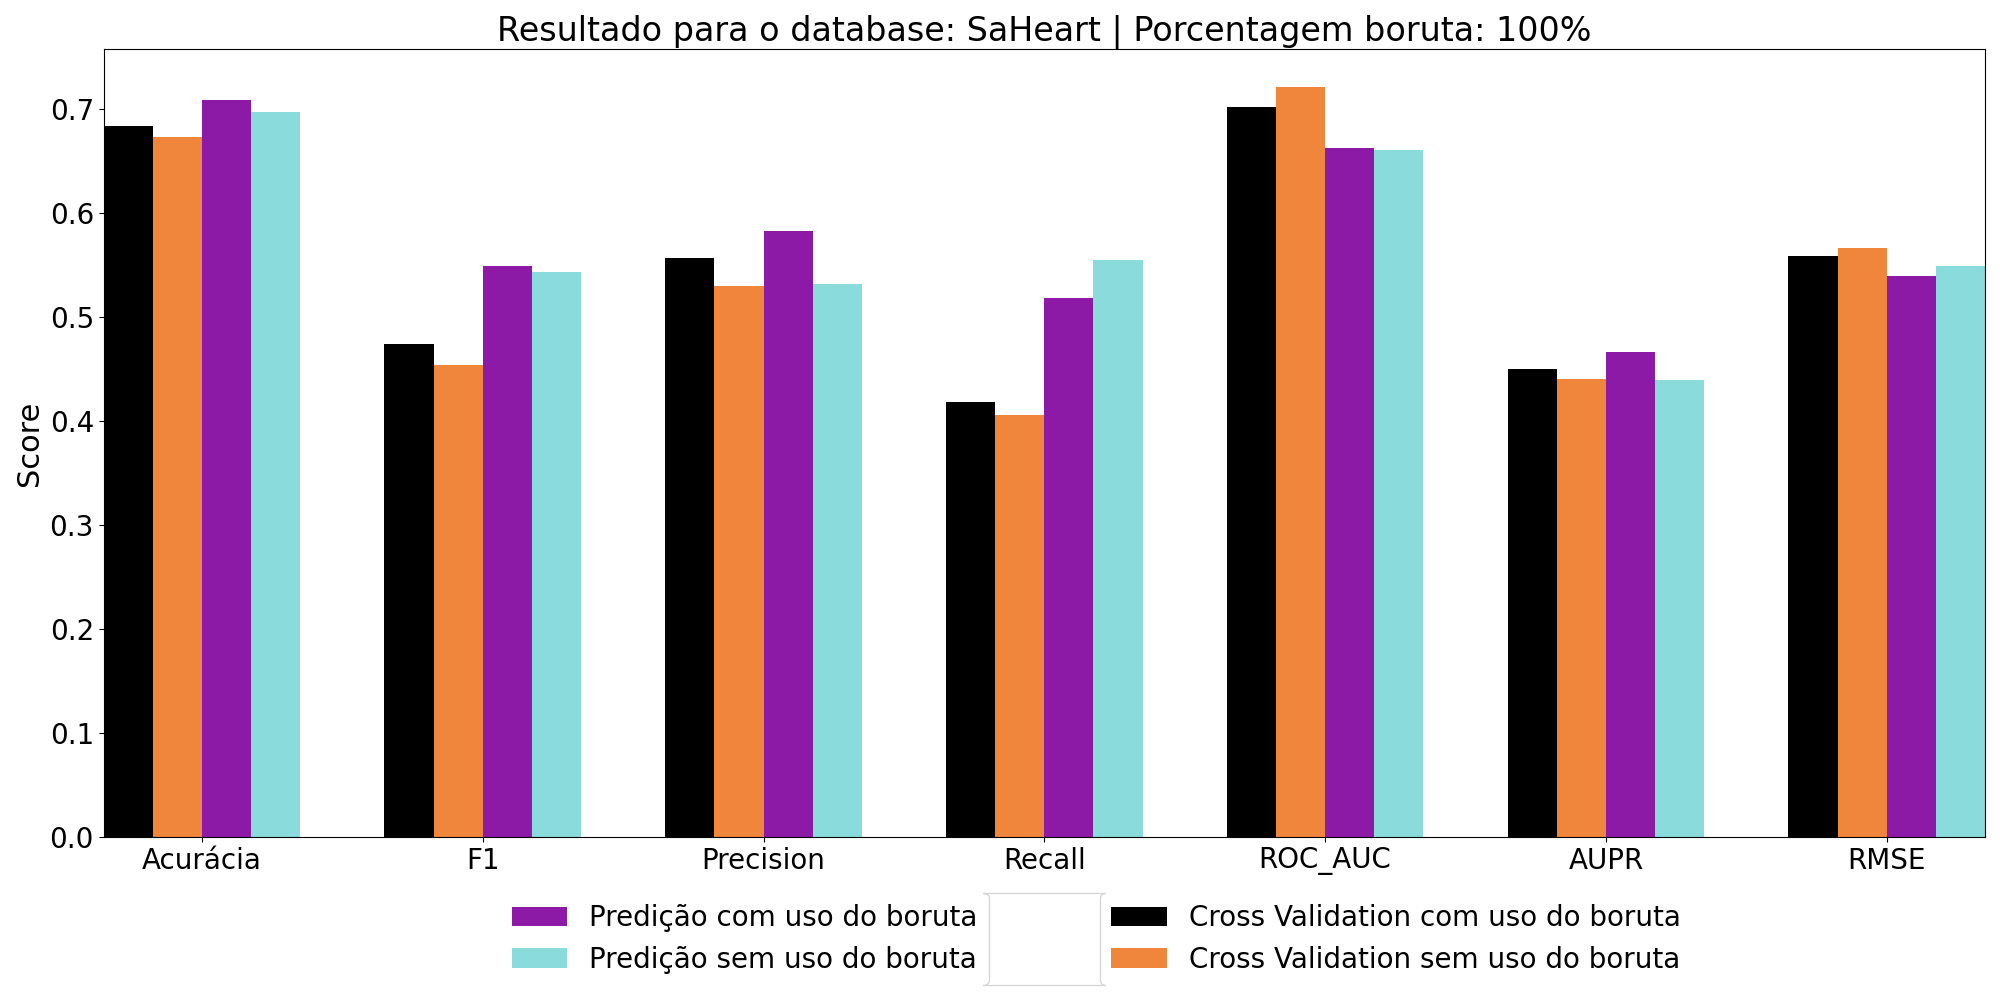 Resultado para o database: SaHeart | Porcentagem boruta: 100%
Score
0.7
0.6
0.5
0.4
0.3
0.2
0.1
0.0
Acurácia F1 Precision Recall ROC_AUC AUPR RMSE
Predição com uso do boruta Cross Validation com uso do boruta
Predição sem uso do boruta Cross Validation sem uso do boruta